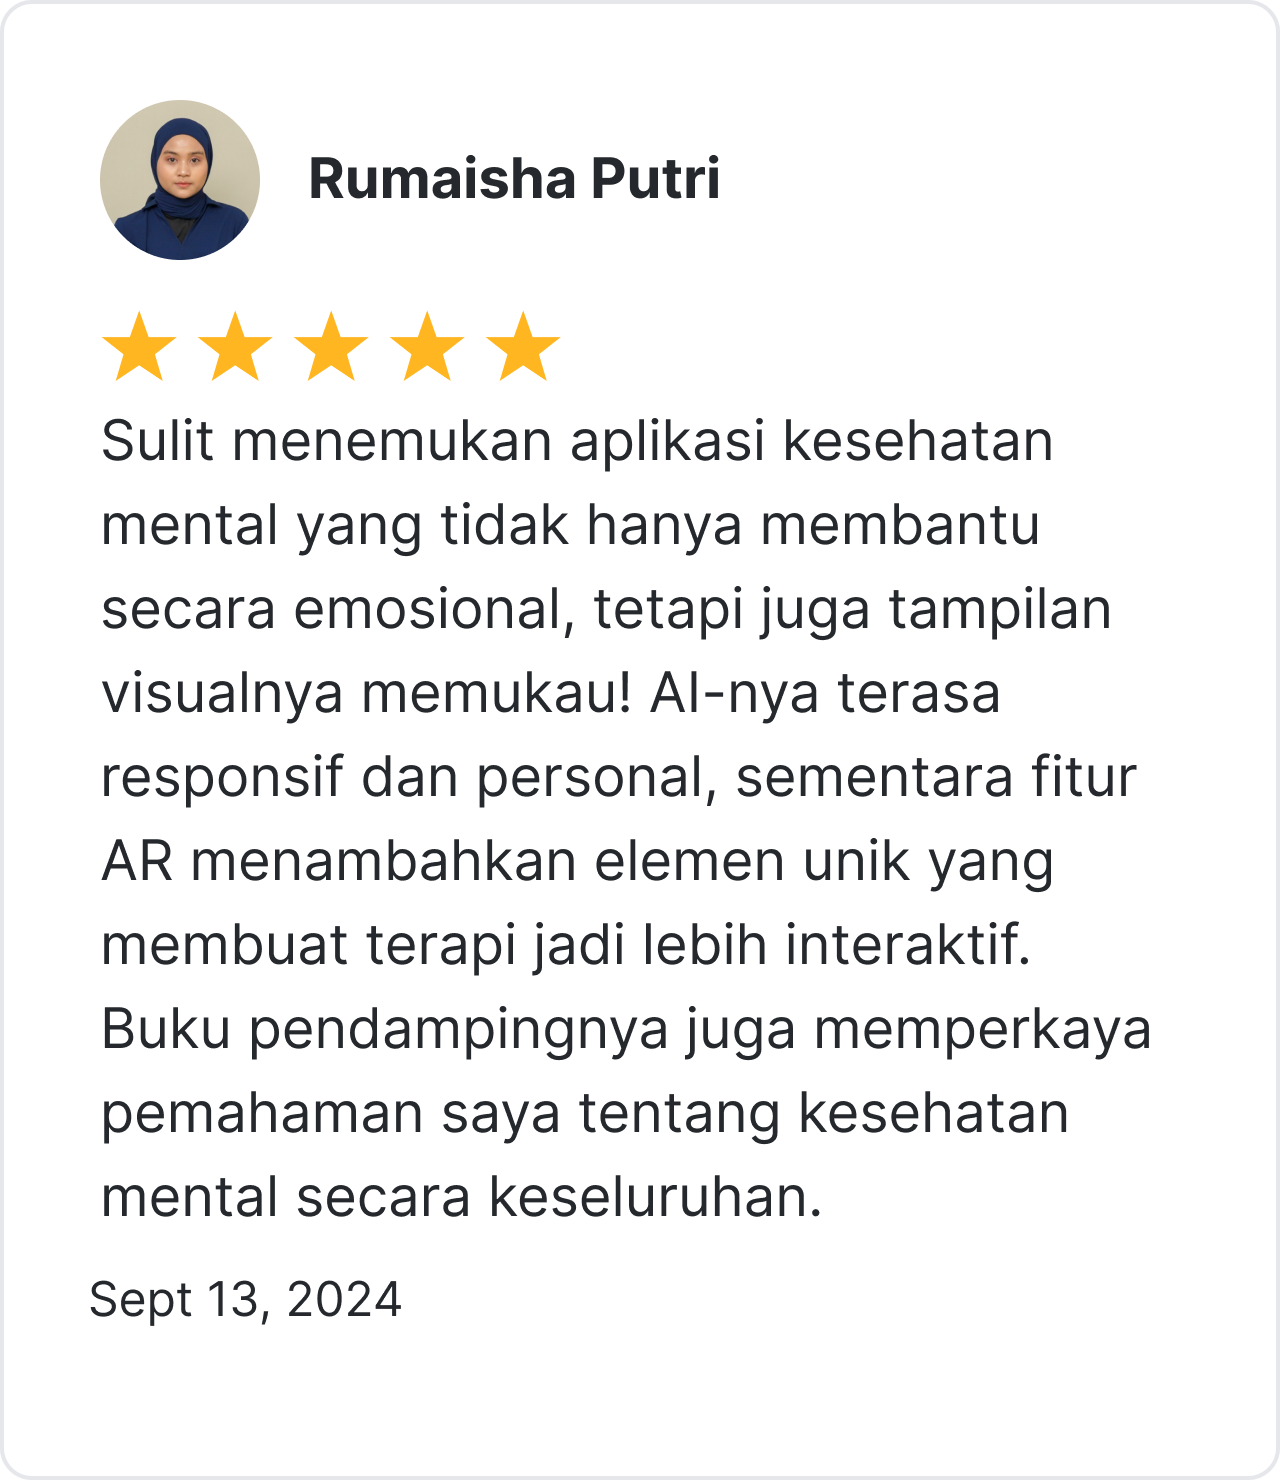 Rumaisha Putri
Sulit menemukan aplikasi kesehatan
mental yang tidak hanya membantu
secara emosional, tetapi juga tampilan
visualnya memukau! AI-nya terasa
responsif dan personal, sementara fitur
AR menambahkan elemen unik yang
membuat terapi jadi lebih interaktif.
Buku pendampingnya juga memperkaya
pemahaman saya tentang kesehatan
mental secara keseluruhan.
Sept 13, 2024